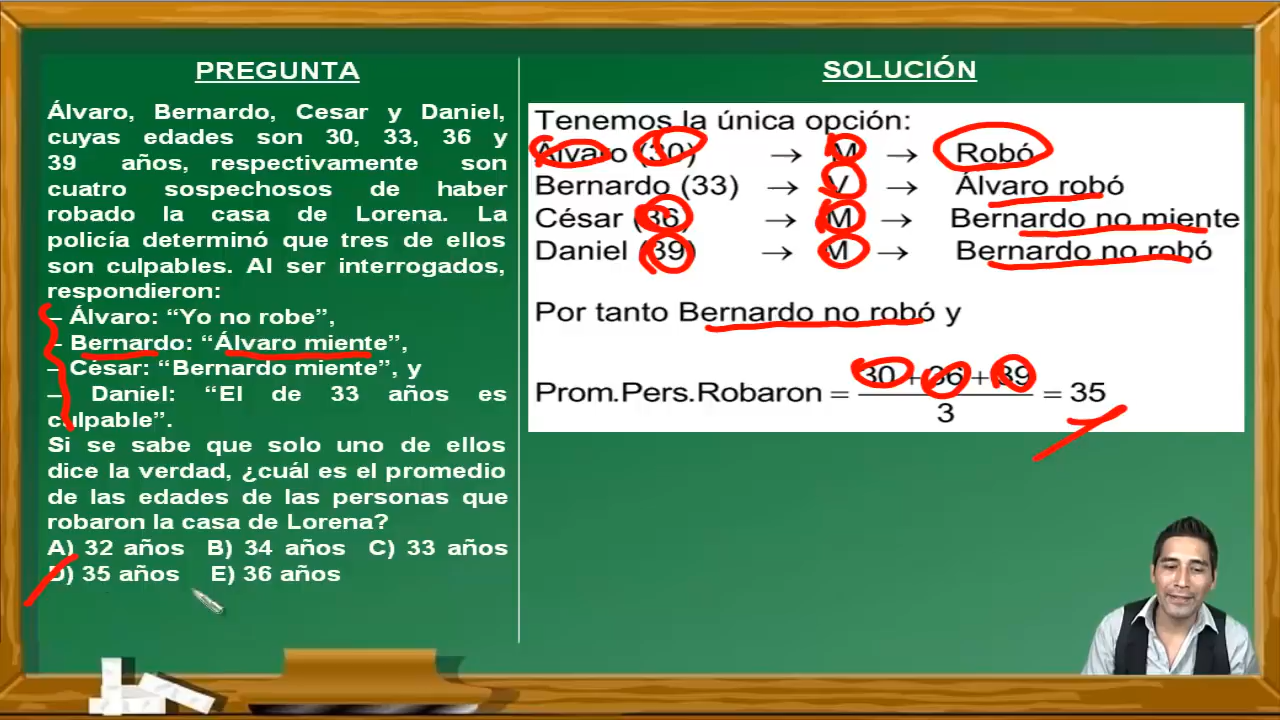 PREGUNTA
Álvaro, Bernardo, Cesar y Daniel,
cuyas edades son 30, 33, 36 y
39 años, respectivamente son
cuatro sospechosos de haber
robado la casa de Lorena. La
policía determinó que tres de ellos
son culpables. Al ser interrogados,
respondieron:
– Álvaro: “Yo no robe”,
- Bernardo: “Álvaro miente”,
– César: “Bernardo miente”, y
– Daniel: “El de 33 años es
culpable”.
Si se sabe que solo uno de ellos
dice la verdad, ¿cuál es el promedio
de las edades de las personas que
robaron la casa de Lorena?
A) 32 años B) 34 años C) 33 años
D) 35 años E) 36 años
SOLUCIÓN
Tenemos la única opción:
Álvaro (30) → M → Robó
Bernardo (33) → V → Álvaro robó
César (36 → M → Bernardo no miente
Daniel (39) → M → Bernardo no robó
Por tanto Bernardo no robó y
30 + 36 + 39
Prom.Pers.Robaron = = 35
3